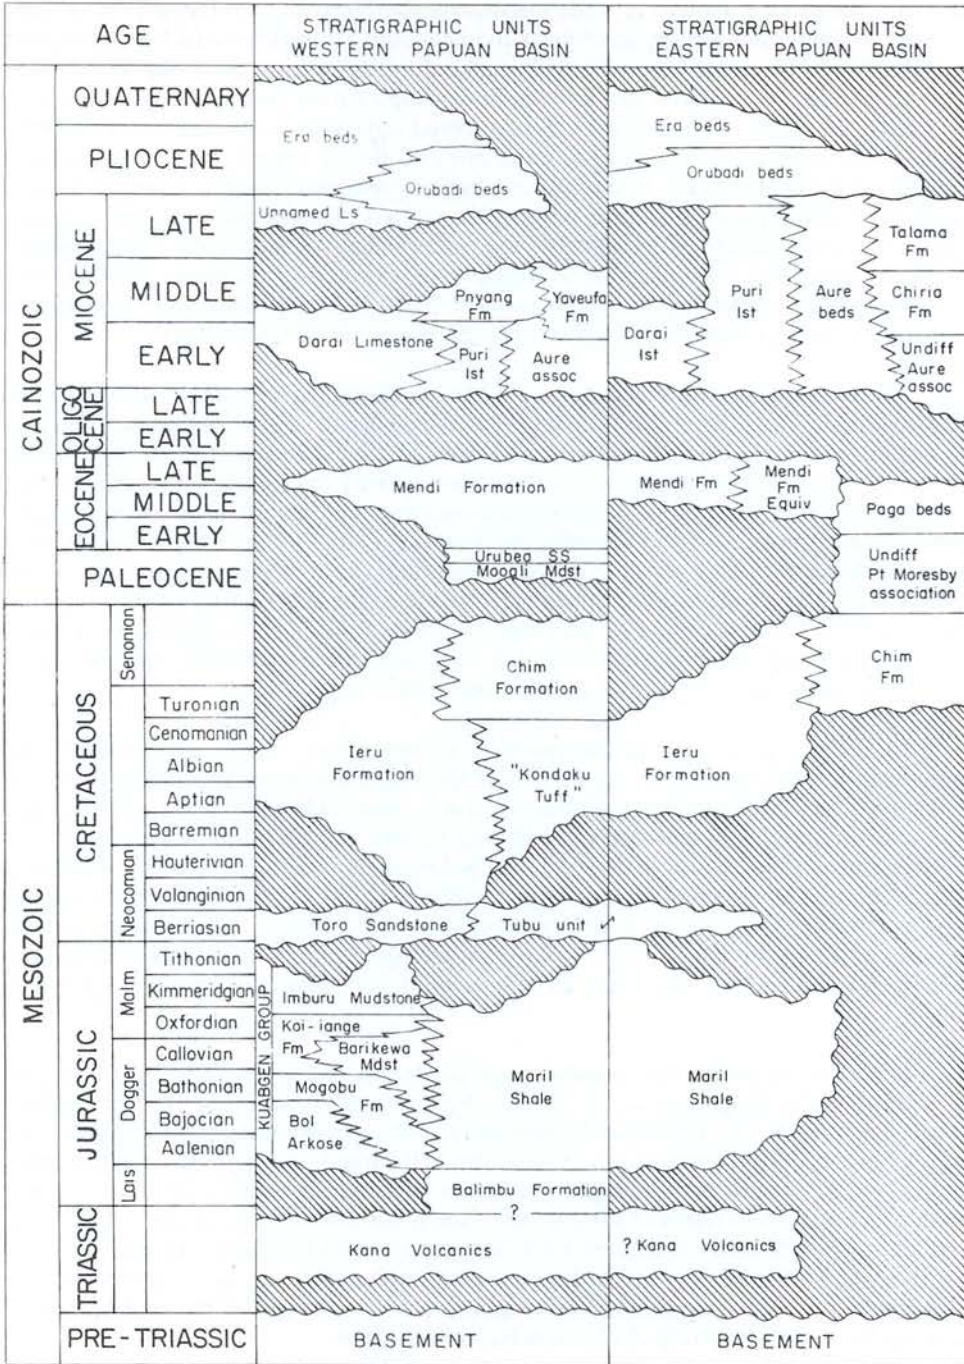 AGE
STRATIGRAPHIC UNITS
WESTERN PAPUAN BASIN
STRATIGRAPHIC UNITS
EASTERN PAPUAN BASIN
CAINOZOIC
QUATERNARY
PLIOCENE
MIOCENE
LATE
MIDDLE
EARLY
OLIGO
CENE
LATE
EARLY
EOCENE
LATE
MIDDLE
EARLY
PALEOCENE
MESOZOIC
CRETACEOUS
Senonian
Turonian
Cenomanian
Albian
Aptian
Barremian
Neocomian
Hauterivian
Valanginian
Berriasian
JURASSIC
Malm
Tithonian
Kimmeridgian
Oxfordian
Dogger
Callovian
Bathonian
Bajocian
Aalenian
Lais
TRIASSIC
PRE-TRIASSIC
Era beds
Orubadi beds
Unnamed Ls
Pnyang
Fm
Yaveufa
Fm
Darai Limestone
Puri
lst
Aure
assoc
Mendi Formation
Urubea SS
Moogli Mdst
Chim
Formation
Ieru
Formation
"Kondaku
Tuff"
Toro Sandstone
Tubu unit
KUABGEN GROUP
Imburu Mudstone
Koi-iange
Fm
Barikewa
Mdst
Mogobu
Fm
Bol
Arkose
Maril
Shale
Balimbu Formation
?
Kana Volcanics
BASEMENT
Era beds
Orubadi beds
Talama
Fm
Puri
lst
Aure
beds
Chiria
Fm
Darai
lst
Undiff
Aure
assoc
Mendi Fm
Mendi
Fm
Equiv
Paga beds
Undiff
Pt Moresby
association
Chim
Fm
Ieru
Formation
Maril
Shale
? Kana Volcanics
BASEMENT